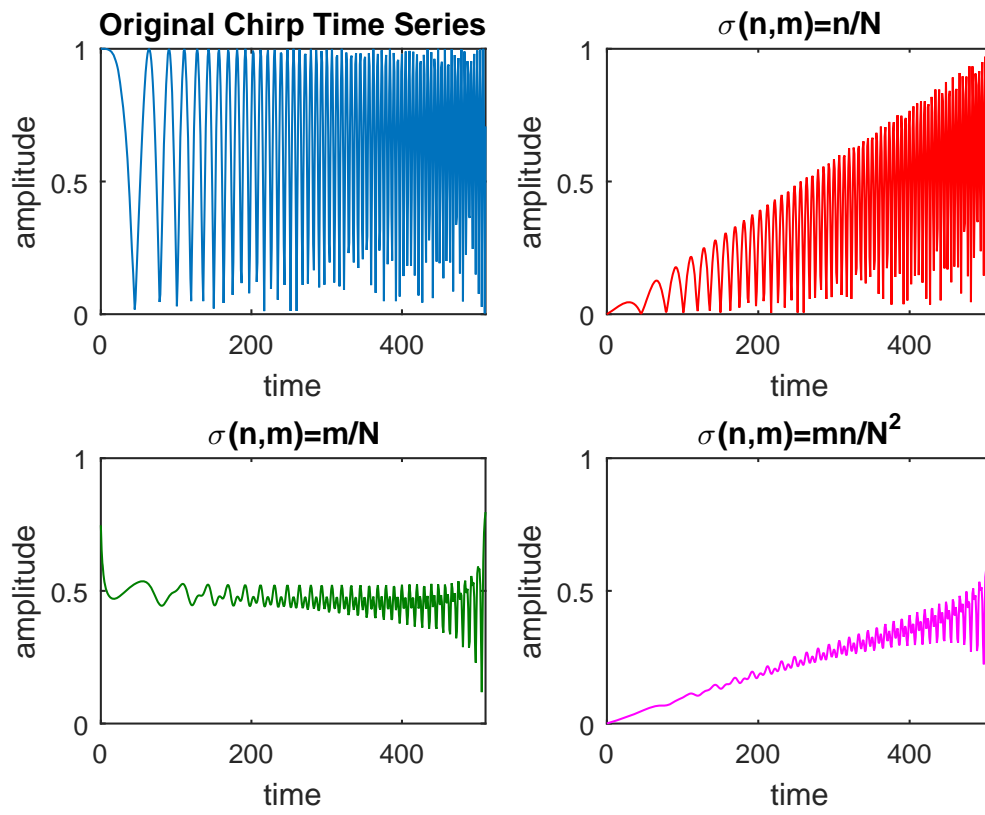 Original Chirp Time Series
1
0.5
0
amplitude
0 200 400
time
σ(n,m)=n/N
1
0.5
0
amplitude
0 200 400
time
σ(n,m)=m/N
1
0.5
0
amplitude
0 200 400
time
σ(n,m)=mn/N²
1
0.5
0
amplitude
0 200 400
time